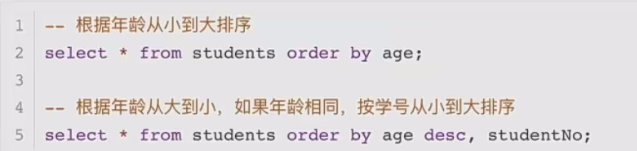 1 -- 根据年龄从小到大排序
2 select * from students order by age;
3
4 -- 根据年龄从大到小，如果年龄相同，按学号从小到大排序
5 select * from students order by age desc, studentNo;